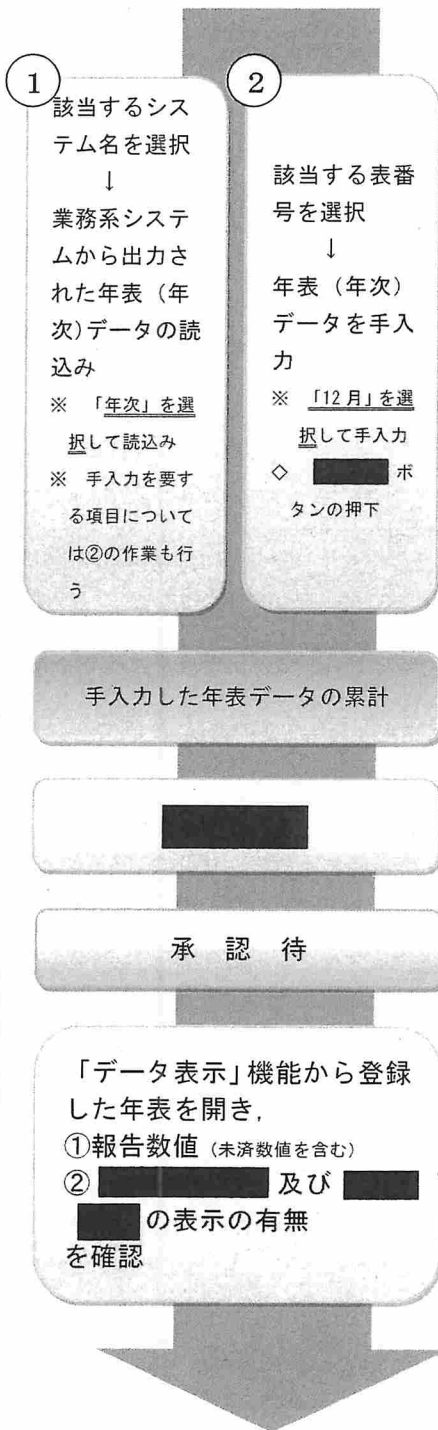 1
該当するシス
テム名を選択
↓
業務系システ
ムから出力さ
れた年表（年
次）データの読
込み
※ 「年次」を選
択して読込み
※ 手入力を要す
る項目について
は②の作業も行
う
2
該当する表番
号を選択
↓
年表（年次）
データを手入
力
※ 「12月」を選
択して手入力
◇ ボ
タンの押下
手入力した年表データの累計
承認待
「データ表示」機能から登録
した年表を開き，
①報告数値（未済数値を含む）
② 及び
の表示の有無
を確認